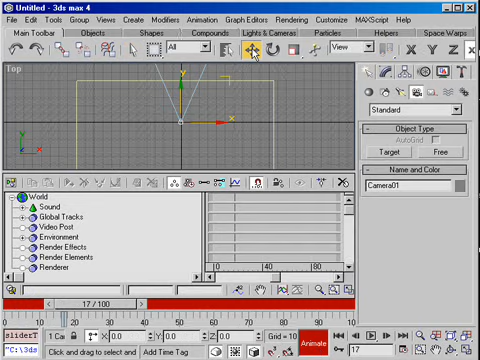 Untitled - 3ds max 4
File Edit Tools Group Views Create Modifiers Animation Graph Editors Rendering Customize MAXScript Help
Main Toolbar Objects Shapes Compounds Lights & Cameras Particles Helpers Space Warps
All View X Y Z
Top
y
x
Standard
Object Type
AutoGrid
Target Free
Name and Color
Camera01
World
Sound
Global Tracks
Video Post
Environment
Render Effects
Render Elements
Renderer
0 40 80
17 / 100
0 10 20 30 40 50 60 70 80 90 100
sliderT X: 0.0 Y: 0.0 Z: 0.0 Grid = 10 Animate
17
"C:\3ds Click and drag to select and Add Time Tag